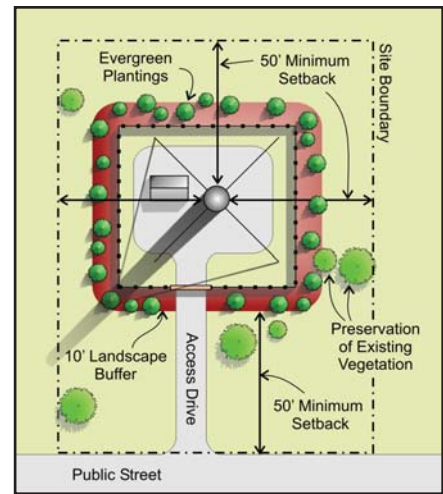 Evergreen
Plantings
50' Minimum
Setback
Site Boundary
10' Landscape
Buffer
Access Drive
Preservation
of Existing
Vegetation
50' Minimum
Setback
Public Street